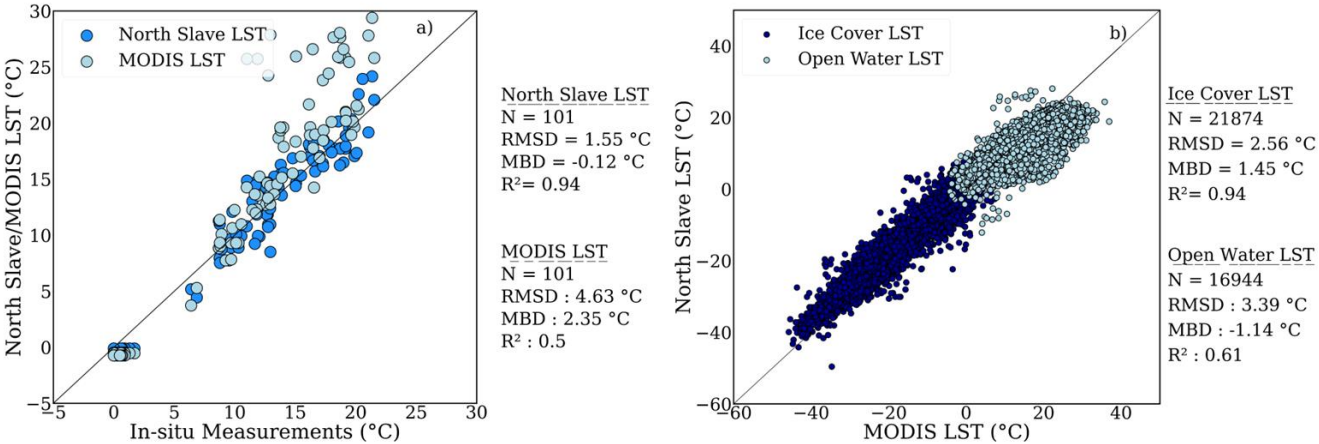 a)
North Slave LST
MODIS LST
30
25
20
15
10
5
0
−5
−5
0
5
10
15
20
25
30
North Slave/MODIS LST (°C)
In-situ Measurements (°C)
North Slave LST
N = 101
RMSD = 1.55 °C
MBD = -0.12 °C
R²= 0.94
MODIS LST
N = 101
RMSD : 4.63 °C
MBD : 2.35 °C
R² : 0.5
b)
Ice Cover LST
Open Water LST
40
20
0
−20
−40
−60
−60
−40
−20
0
20
40
North Slave LST (°C)
MODIS LST (°C)
Ice Cover LST
N = 21874
RMSD = 2.56 °C
MBD = 1.45 °C
R²= 0.94
Open Water LST
N = 16944
RMSD : 3.39 °C
MBD : -1.14 °C
R² : 0.61